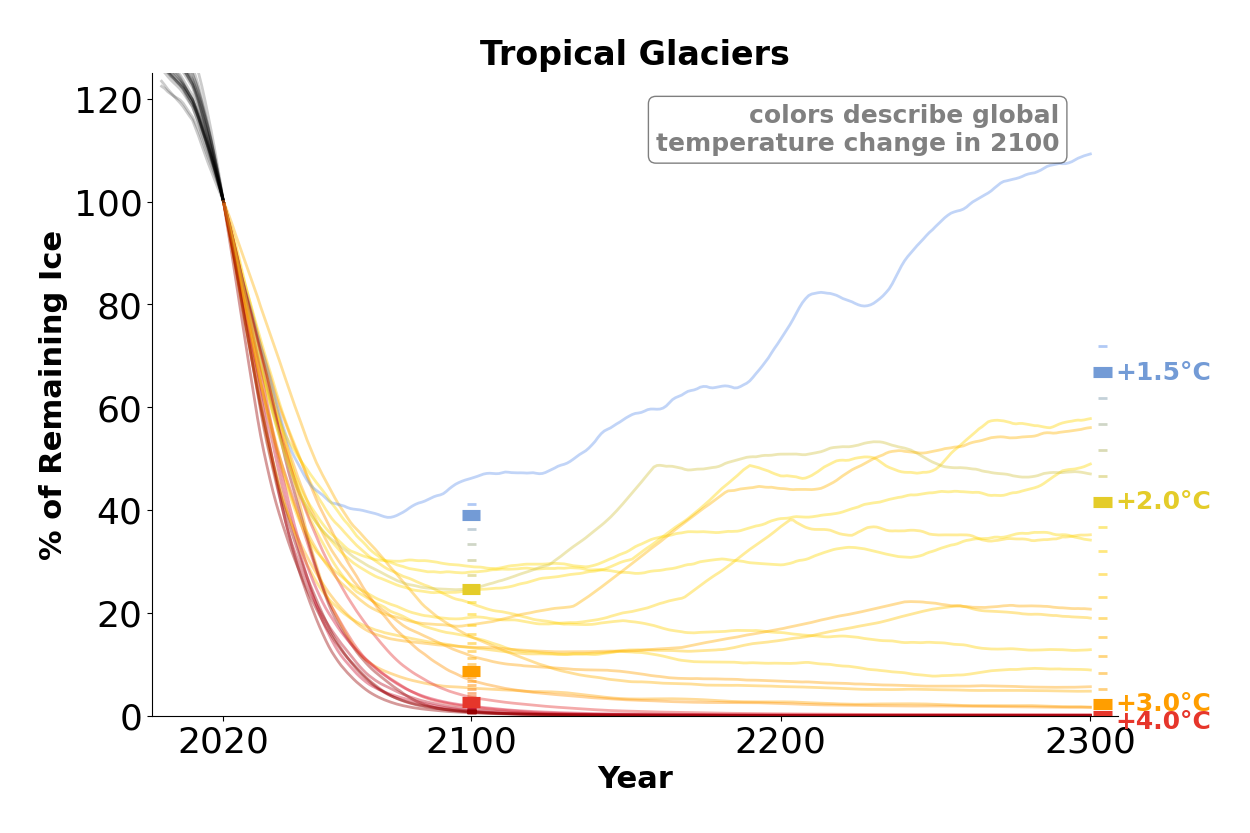 Tropical Glaciers
colors describe global
temperature change in 2100
% of Remaining Ice
120
100
80
60
40
20
0
+1.5°C
+2.0°C
+3.0°C
+4.0°C
2020
2100
2200
2300
Year